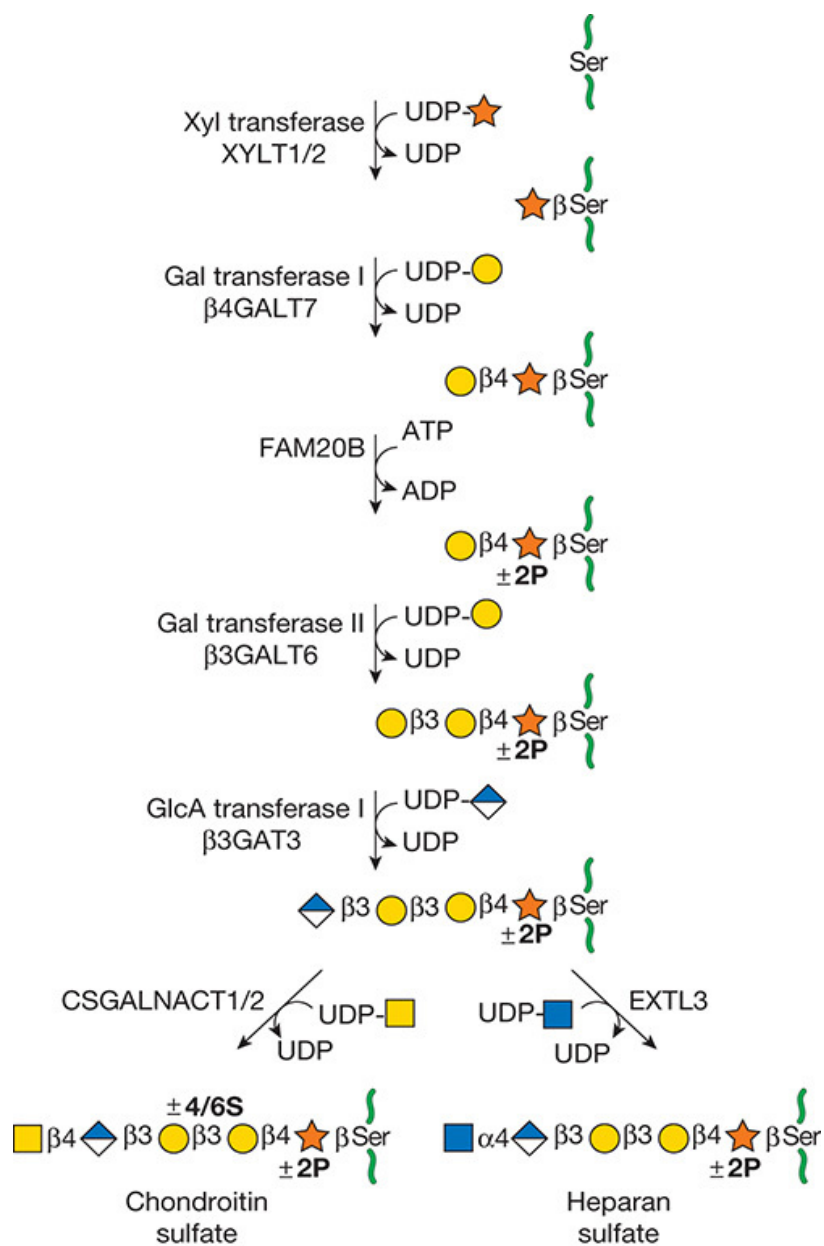 Ser
Xyl transferase
XYLT1/2
UDP-
UDP
βSer
Gal transferase I
β4GALT7
UDP-
UDP
β4 βSer
FAM20B
ATP
ADP
β4 βSer
±2P
Gal transferase II
β3GALT6
UDP-
UDP
β3 β4 βSer
±2P
GlcA transferase I
β3GAT3
UDP-
UDP
β3 β3 β4 βSer
±2P
CSGALNACT1/2
UDP-
UDP
UDP-
EXTL3
UDP
±4/6S
β4 β3 β3 β4 βSer
±2P
Chondroitin
sulfate
α4 β3 β3 β4 βSer
±2P
Heparan
sulfate